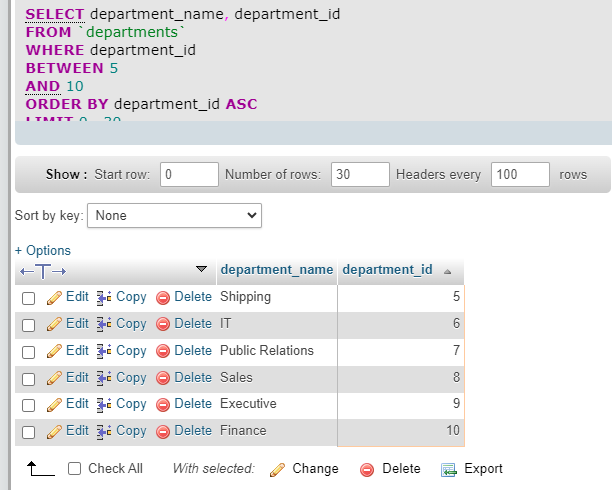 SELECT department_name, department_id
FROM `departments`
WHERE department_id
BETWEEN 5
AND 10
ORDER BY department_id ASC
LIMIT 0 , 30
Show : Start row: 0 Number of rows: 30 Headers every 100 rows
Sort by key: None
+ Options
←T→ department_name department_id
Edit Copy Delete Shipping 5
Edit Copy Delete IT 6
Edit Copy Delete Public Relations 7
Edit Copy Delete Sales 8
Edit Copy Delete Executive 9
Edit Copy Delete Finance 10
Check All With selected: Change Delete Export